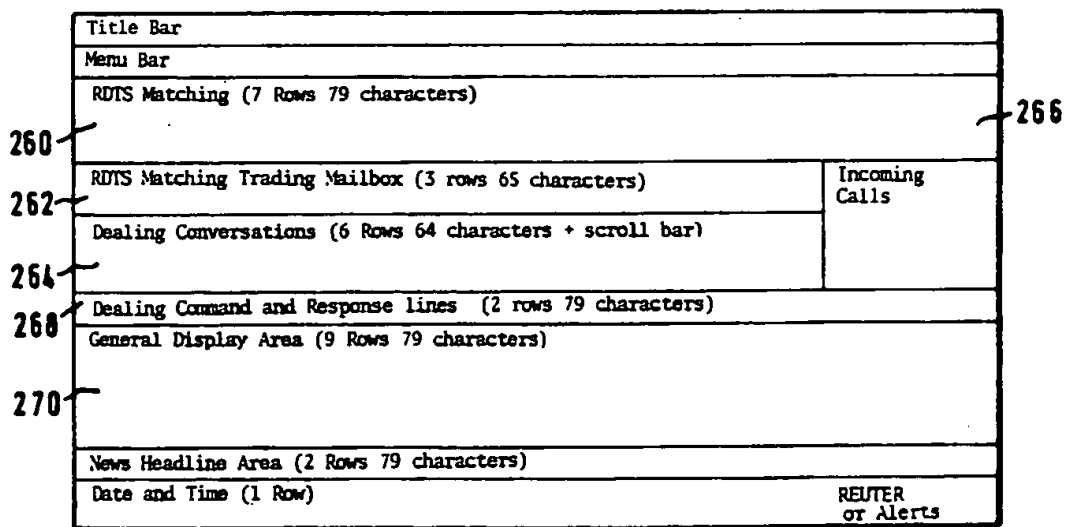 Title Bar
Menu Bar
RDTS Matching (7 Rows 79 characters)
266
260
RDTS Matching Trading Mailbox (3 rows 65 characters)
Incoming
Calls
262
Dealing Conversations (6 Rows 64 characters + scroll bar)
264
Dealing Command and Response lines (2 rows 79 characters)
268
General Display Area (9 Rows 79 characters)
270
News Headline Area (2 Rows 79 characters)
Date and Time (1 Row)
REUTER
or Alerts